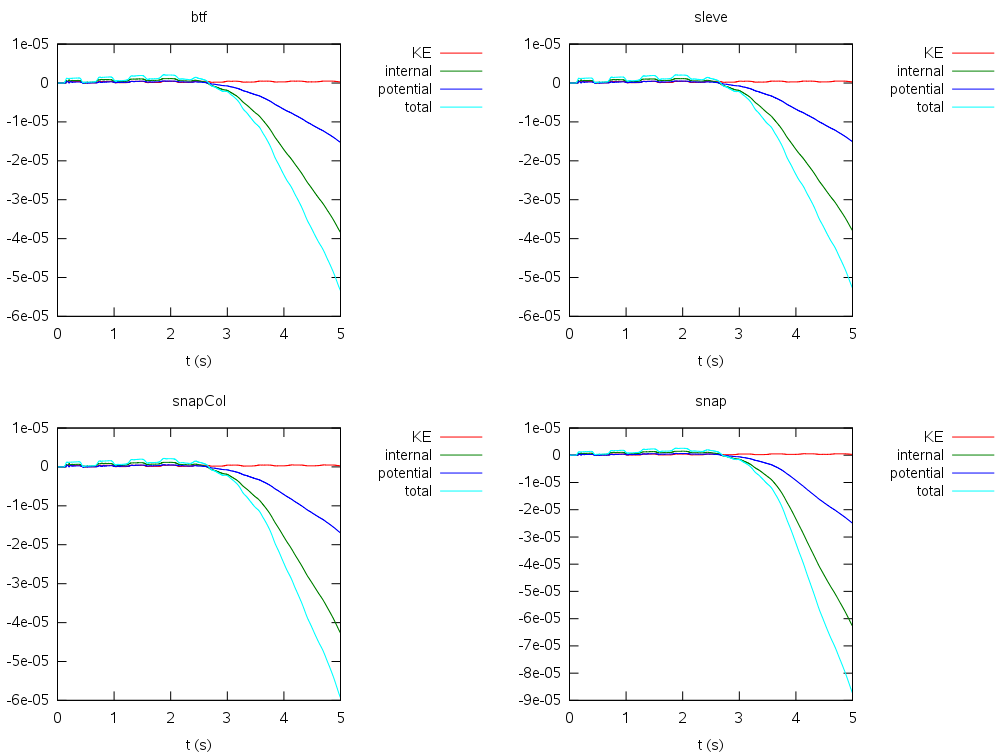 btf
1e-05
0
-1e-05
-2e-05
-3e-05
-4e-05
-5e-05
-6e-05
0 1 2 3 4 5
t (s)
KE
internal
potential
total
sleve
1e-05
0
-1e-05
-2e-05
-3e-05
-4e-05
-5e-05
-6e-05
0 1 2 3 4 5
t (s)
KE
internal
potential
total
snapCol
1e-05
0
-1e-05
-2e-05
-3e-05
-4e-05
-5e-05
-6e-05
0 1 2 3 4 5
t (s)
KE
internal
potential
total
snap
1e-05
0
-1e-05
-2e-05
-3e-05
-4e-05
-5e-05
-6e-05
-7e-05
-8e-05
-9e-05
0 1 2 3 4 5
t (s)
KE
internal
potential
total